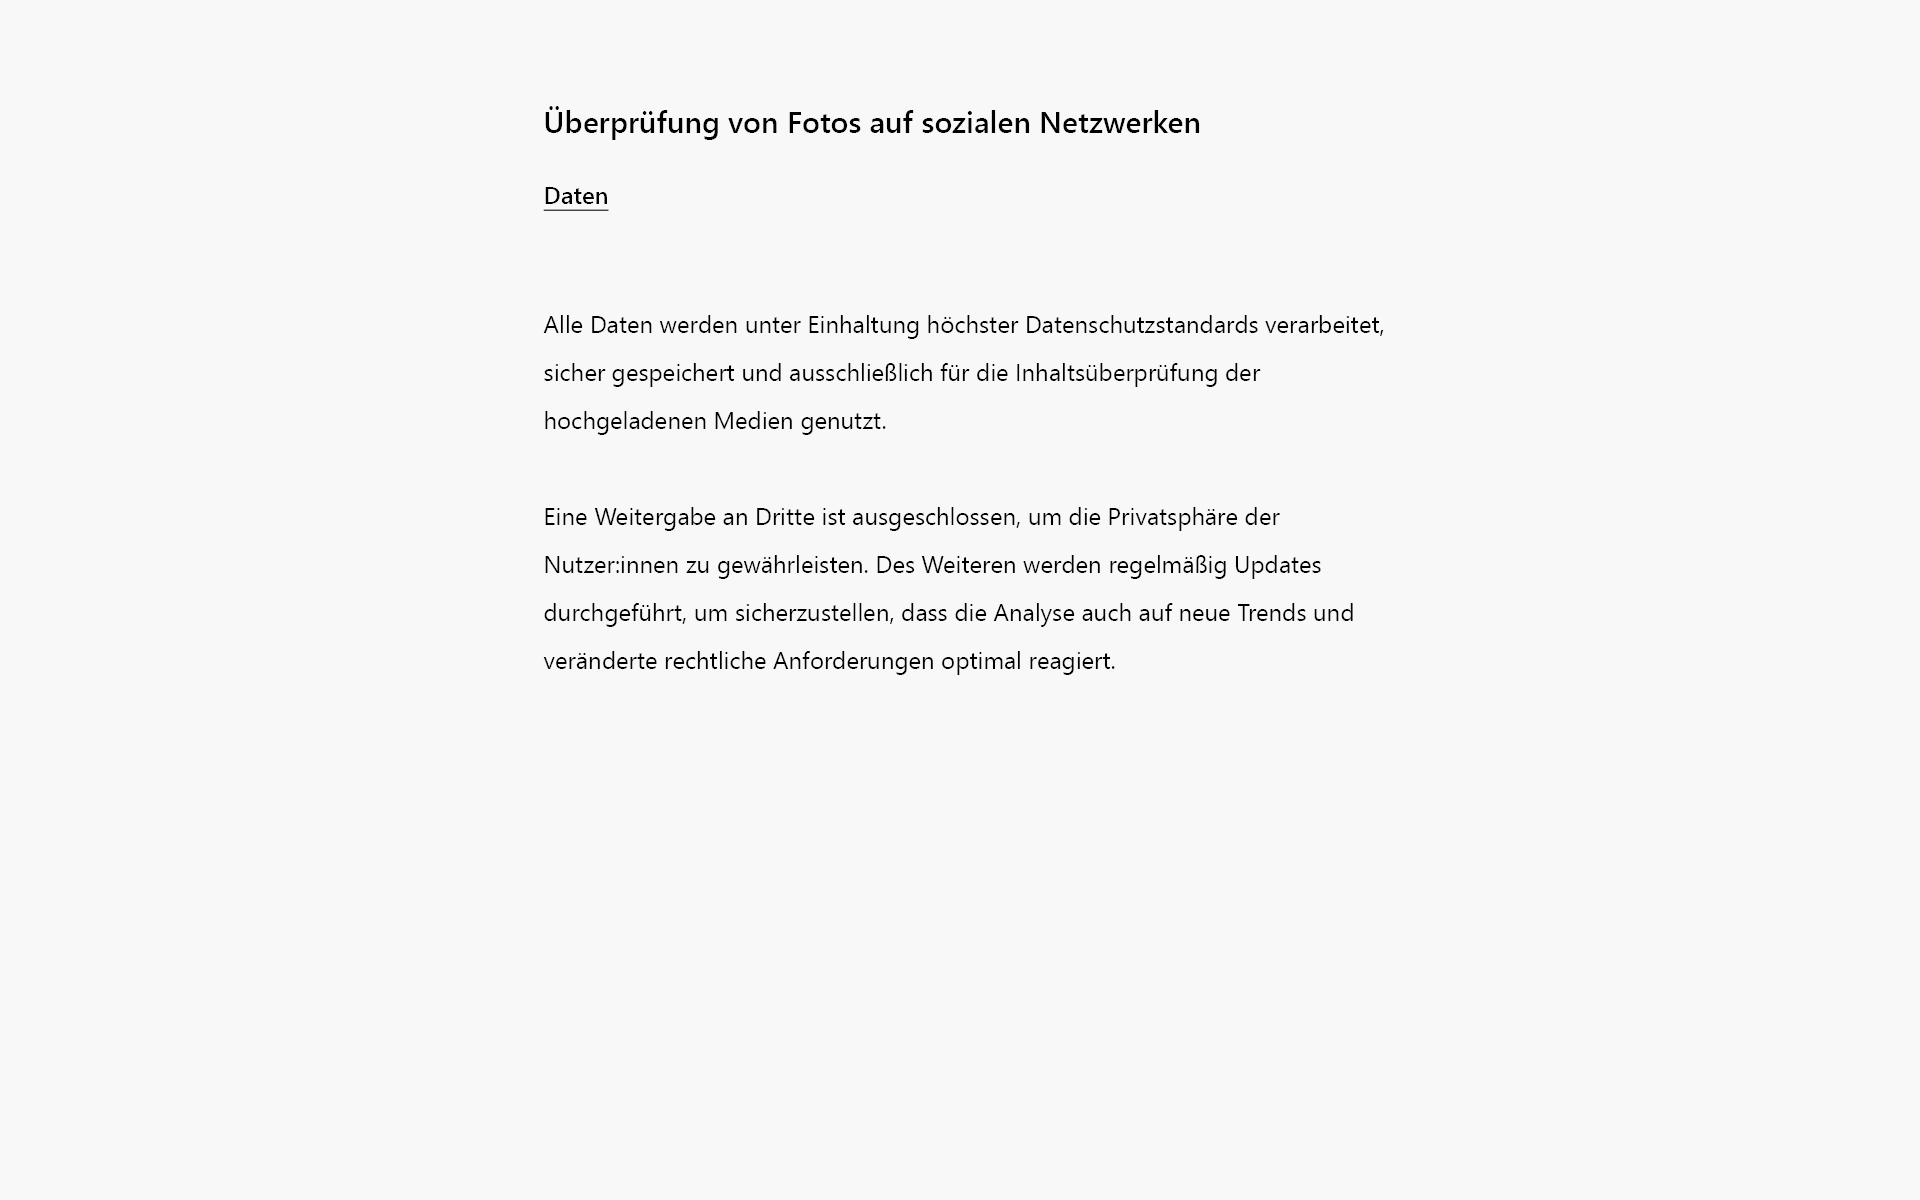 Überprüfung von Fotos auf sozialen Netzwerken
Daten
Alle Daten werden unter Einhaltung höchster Datenschutzstandards verarbeitet,
sicher gespeichert und ausschließlich für die Inhaltsüberprüfung der
hochgeladenen Medien genutzt.
Eine Weitergabe an Dritte ist ausgeschlossen, um die Privatsphäre der
Nutzer:innen zu gewährleisten. Des Weiteren werden regelmäßig Updates
durchgeführt, um sicherzustellen, dass die Analyse auch auf neue Trends und
veränderte rechtliche Anforderungen optimal reagiert.